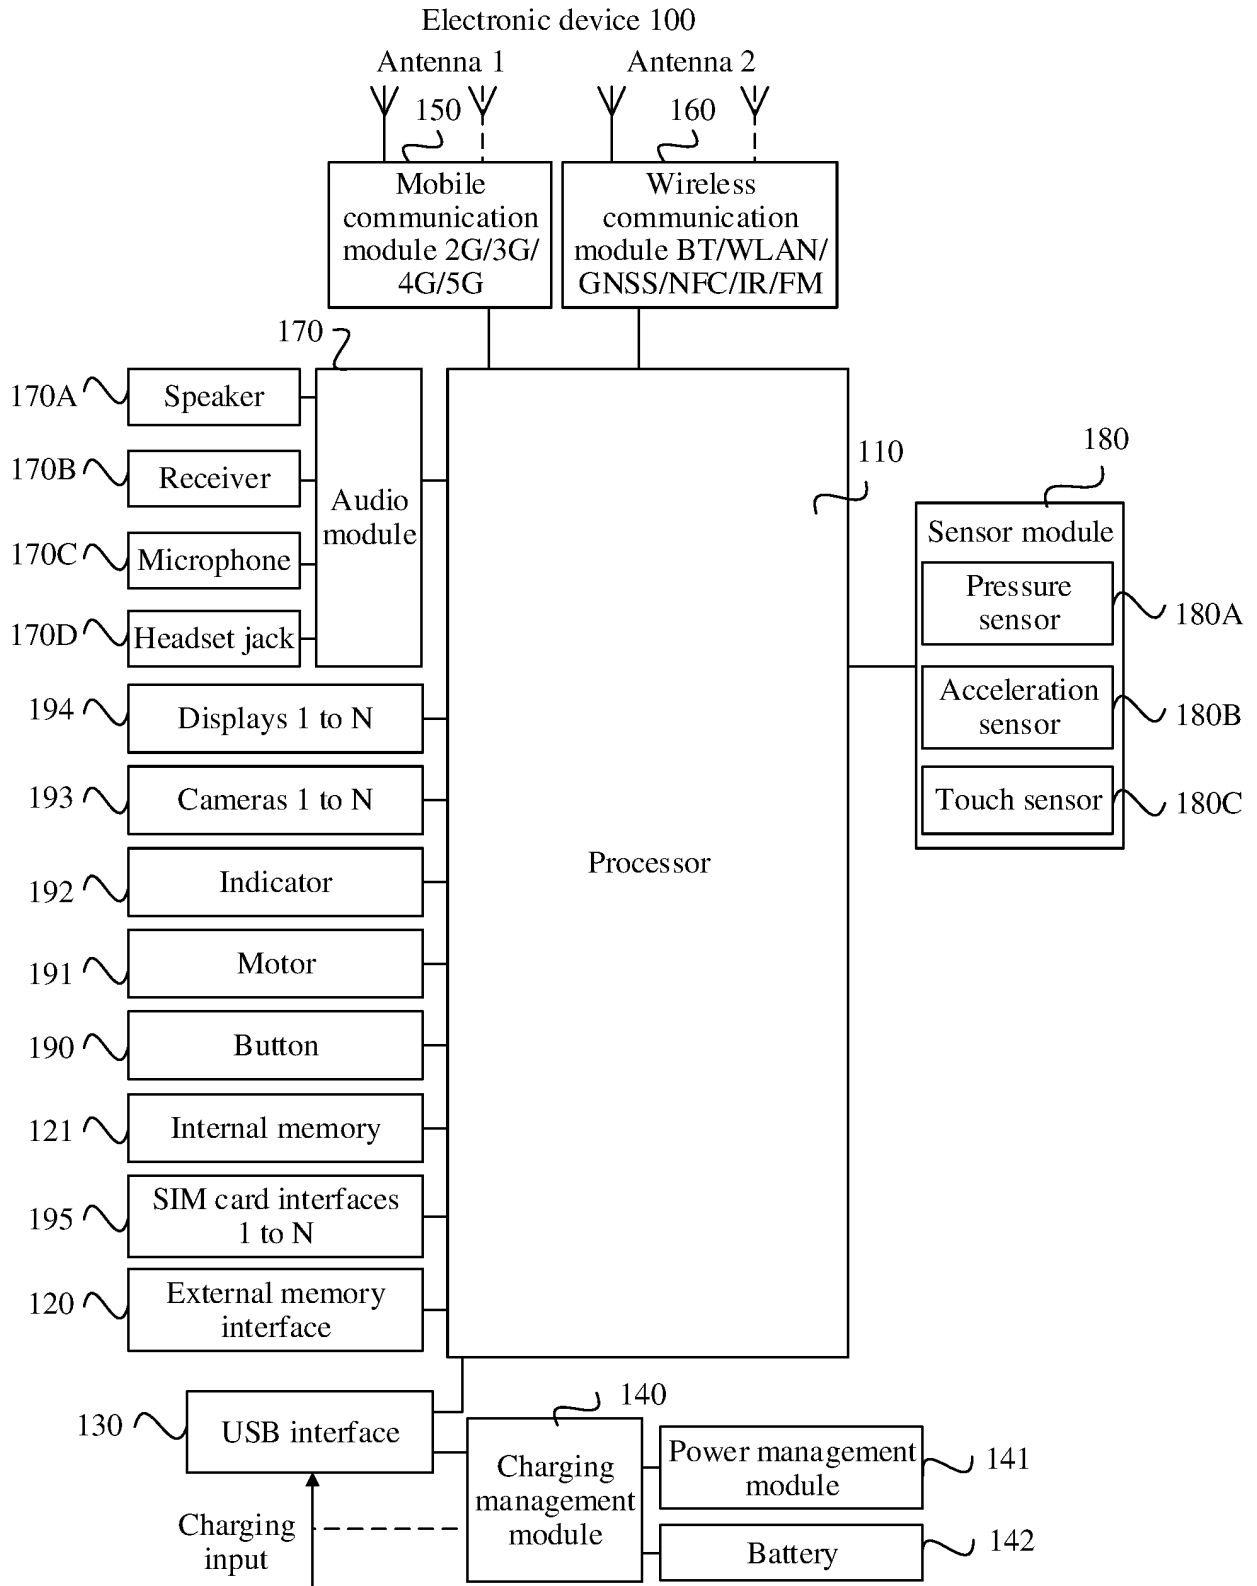 Electronic device 100
Antenna 1
Antenna 2
150
160
Mobile
communication
module 2G/3G/
4G/5G
Wireless
communication
module BT/WLAN/
GNSS/NFC/IR/FM
170
170A
Speaker
170B
Receiver
170C
Microphone
170D
Headset jack
Audio
module
110
Processor
180
Sensor module
Pressure
sensor
180A
Acceleration
sensor
180B
Touch sensor
180C
194
Displays 1 to N
193
Cameras 1 to N
192
Indicator
191
Motor
190
Button
121
Internal memory
195
SIM card interfaces
1 to N
120
External memory
interface
130
USB interface
140
Charging
management
module
Power management
module
141
Battery
142
Charging
input